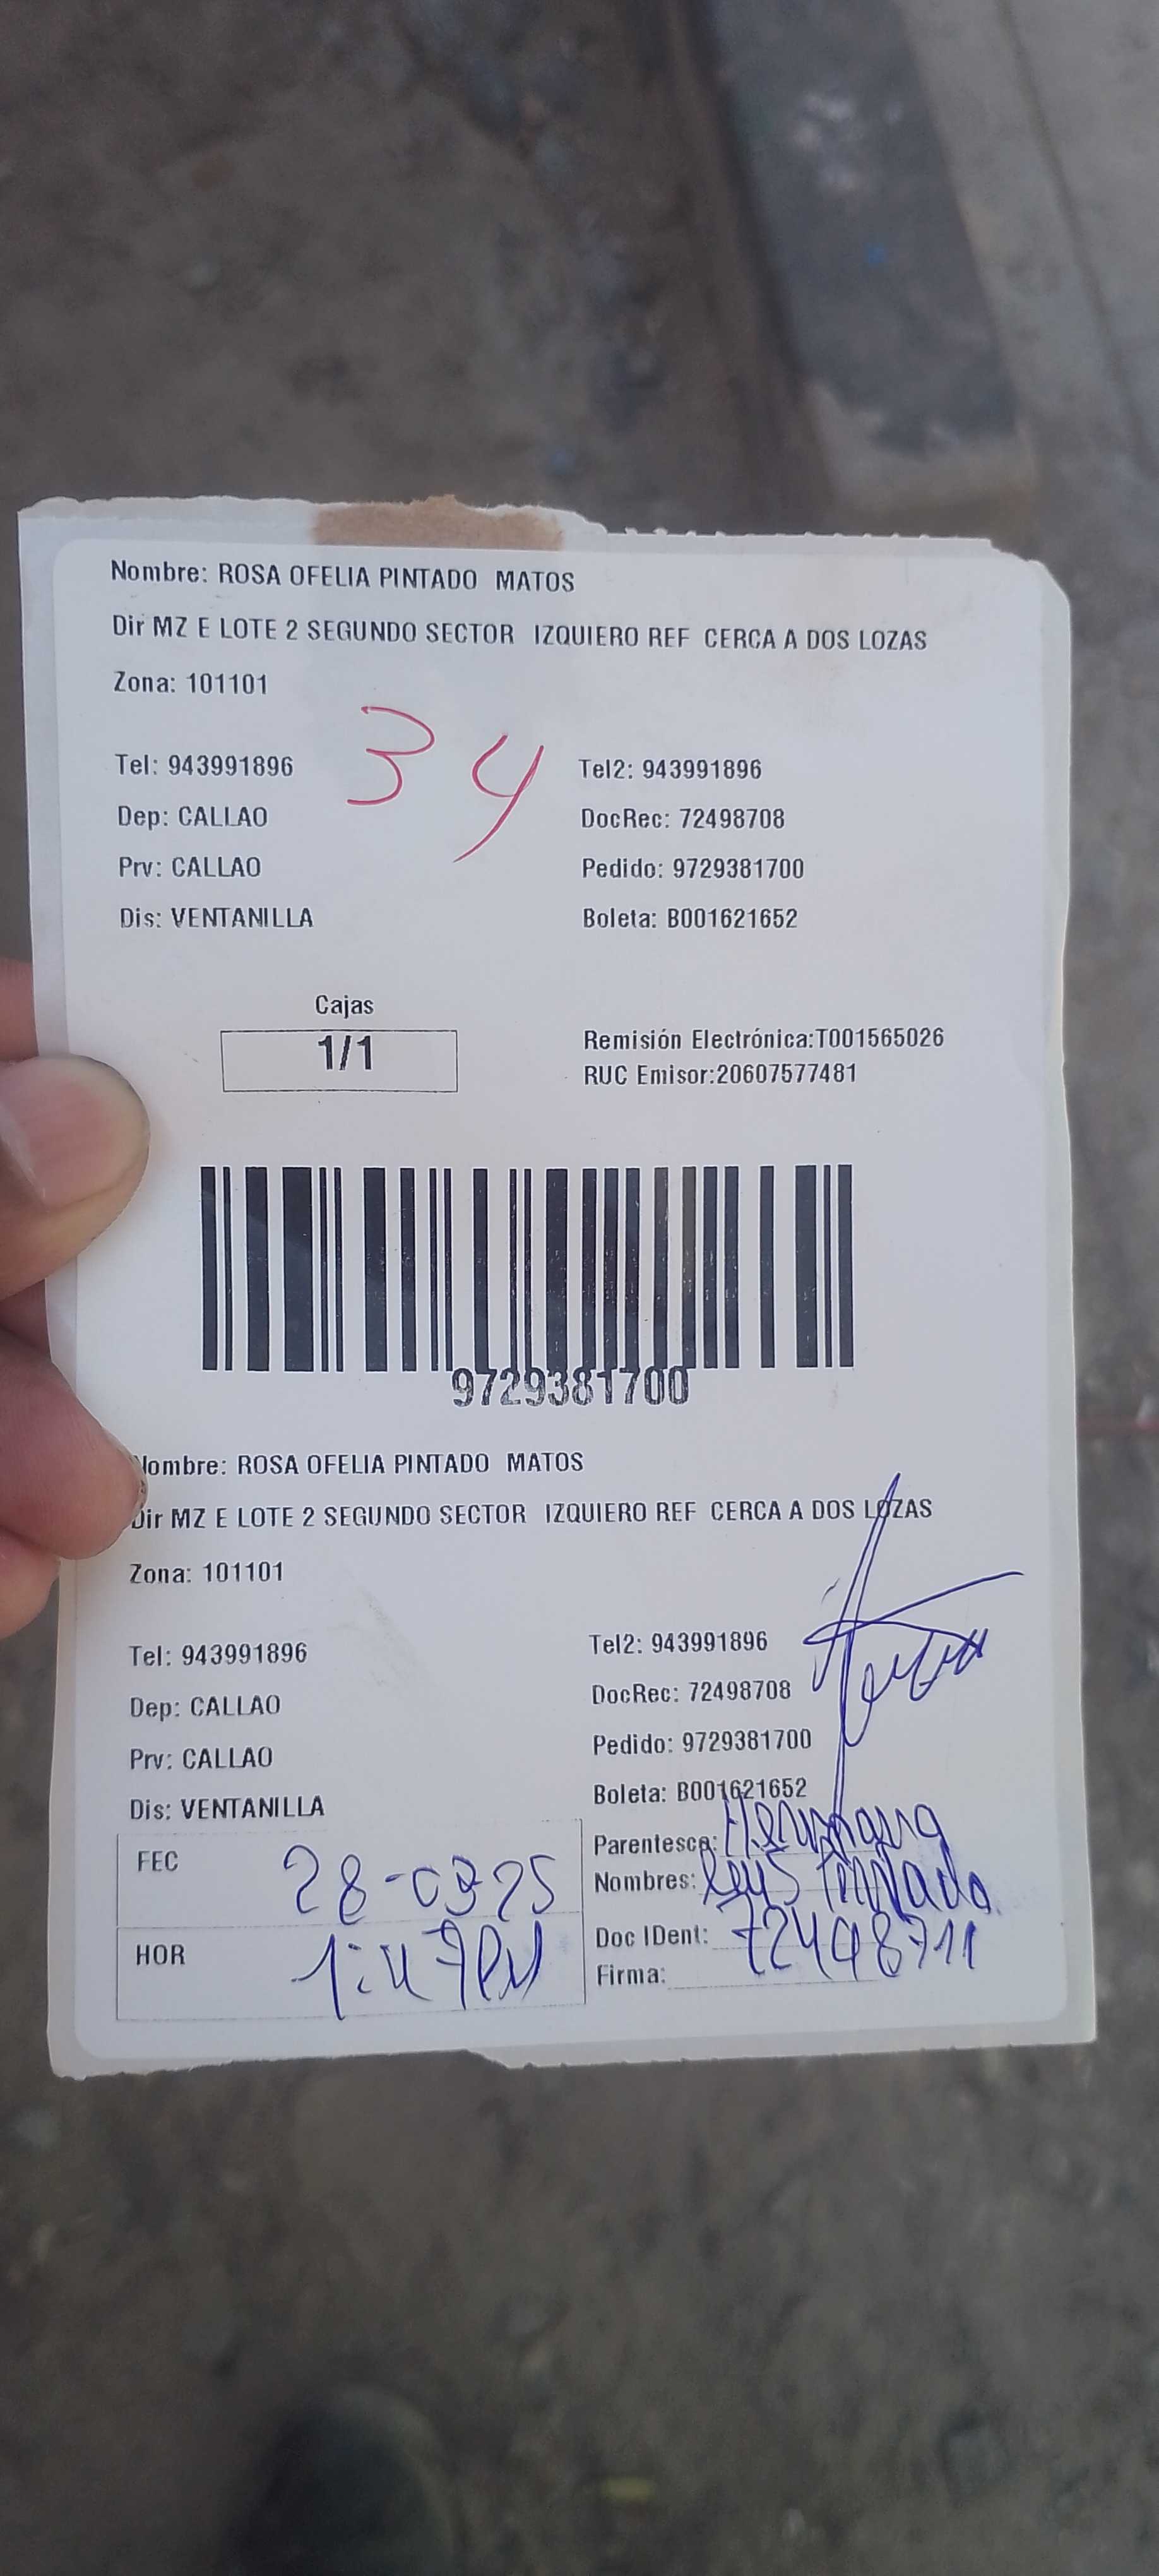 Nombre: ROSA OFELIA PINTADO MATOS
Dir MZ E LOTE 2 SEGUNDO SECTOR IZQUIERO REF CERCA A DOS LOZAS
Zona: 101101
34
Tel: 943991896 Tel2: 943991896
Dep: CALLAO DocRec: 72498708
Prv: CALLAO Pedido: 9729381700
Dis: VENTANILLA Boleta: B001621652
Cajas
1/1
Remisión Electrónica:T001565026
RUC Emisor:20607577481
9729381700
Nombre: ROSA OFELIA PINTADO MATOS
Dir MZ E LOTE 2 SEGUNDO SECTOR IZQUIERO REF CERCA A DOS LOZAS
Zona: 101101
Tel: 943991896 Tel2: 943991896
Dep: CALLAO DocRec: 72498708
Prv: CALLAO Pedido: 9729381700
Dis: VENTANILLA Boleta: B001621652
FEC 28-03-25
HOR 1:47PM
Parentesco: Hermana
Nombres: Pintado
Doc IDent: 72498711
Firma: